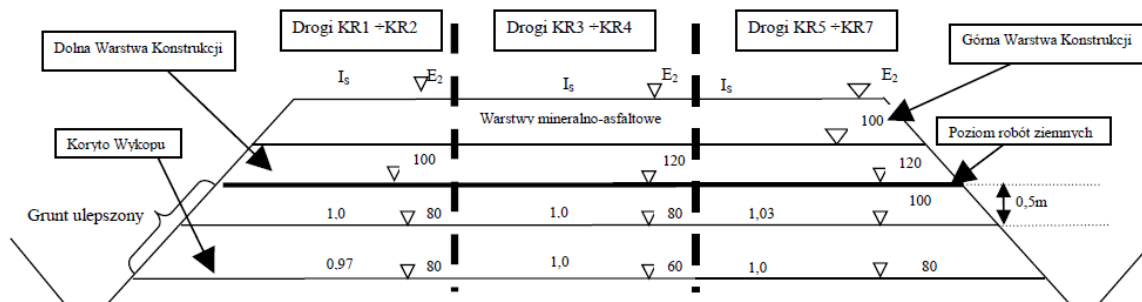 Drogi KR1 ÷KR2
Drogi KR3 ÷KR4
Drogi KR5 ÷KR7
Dolna Warstwa Konstrukcji
Górna Warstwa Konstrukcji
Is E2 Is E2 Is E2
Warstwy mineralno-asfaltowe
100
Koryto Wykopu
Poziom robót ziemnych
100 120 120
Grunt ulepszony
1,0 80 1,0 80 1,03 100
0,5m
0,97 80 1,0 60 1,0 80